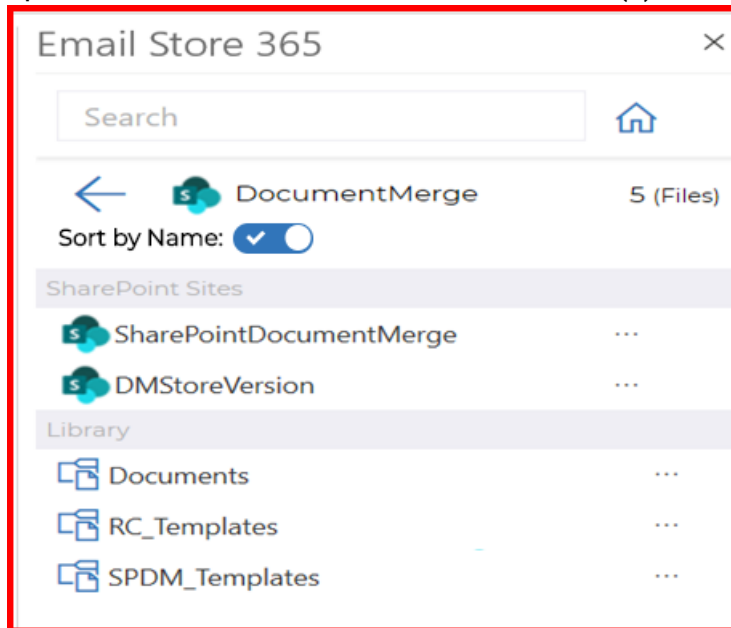 Email Store 365
Search
DocumentMerge 5 (Files)
Sort by Name:
SharePoint Sites
SharePointDocumentMerge ...
DMStoreVersion ...
Library
Documents ...
RC_Templates ...
SPDM_Templates ...